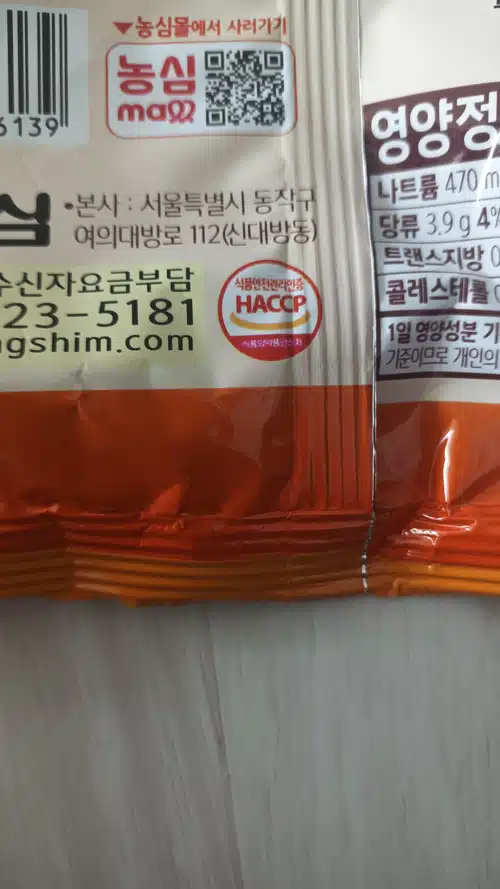 6139
▼농심몰에서 사러가기
농심
mall
심
•본사 : 서울특별시 동작구
여의대방로 112(신대방동)
수신자요금부담
23-5181
gshim.com
식품안전관리인증
HACCP
영양정
나트륨 470 m
당류 3.9 g 4%
트랜스지방 0
콜레스테롤
1일 영양성분 기
기준이므로 개인의